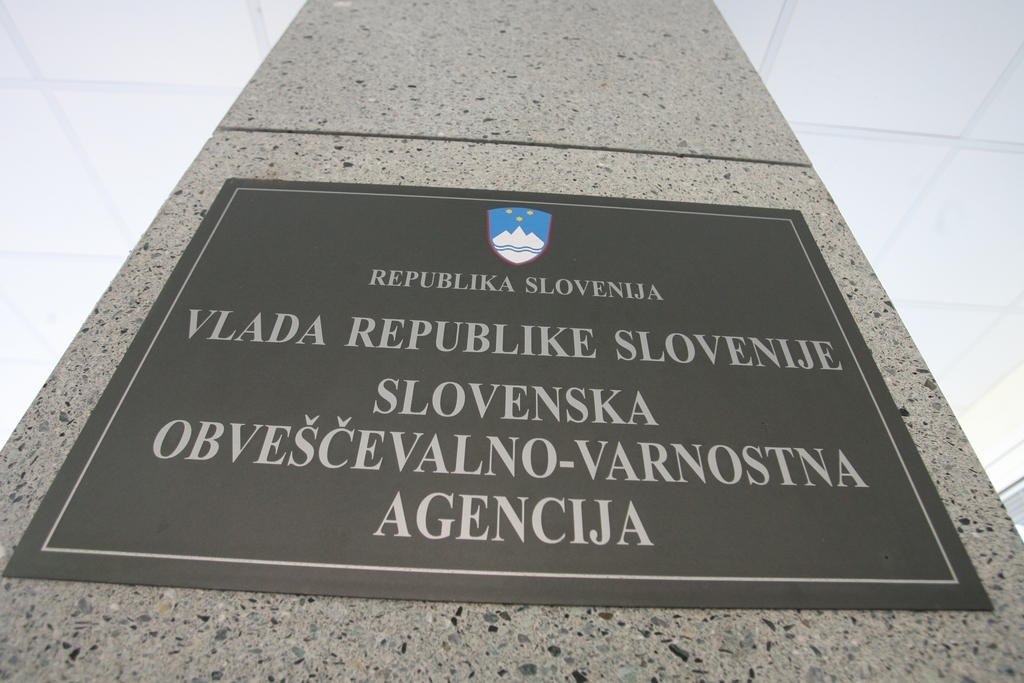 REPUBLIKA SLOVENIJA
VLADA REPUBLIKE SLOVENIJE
SLOVENSKA
OBVEŠČEVALNO-VARNOSTNA
AGENCIJA